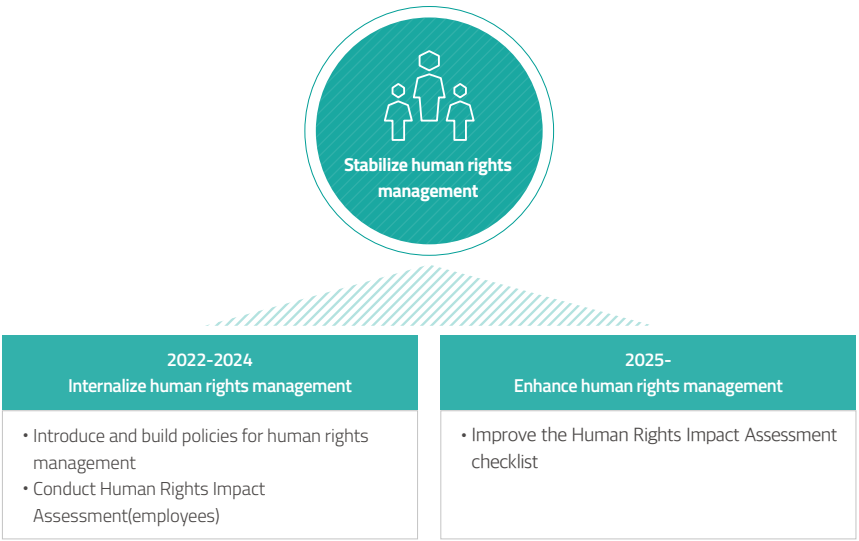 Stabilize human rights
management
2022-2024
Internalize human rights management
• Introduce and build policies for human rights
management
• Conduct Human Rights Impact
Assessment(employees)
2025-
Enhance human rights management
• Improve the Human Rights Impact Assessment
checklist